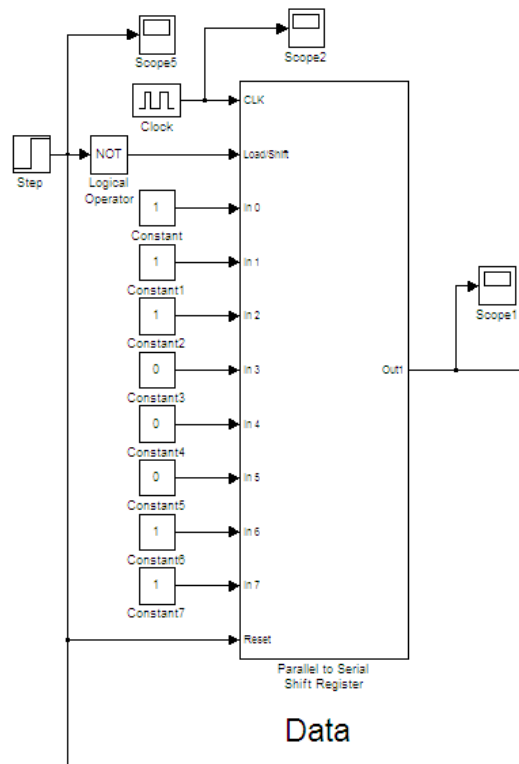 Scope5
Scope2
Clock
CLK
Step
NOT
Load/Shift
Logical
Operator
1
In 0
Constant
1
In 1
Constant1
1
In 2
Constant2
Scope1
0
In 3
Out1
Constant3
0
In 4
Constant4
0
In 5
Constant5
1
In 6
Constant6
1
In 7
Constant7
Reset
Parallel to Serial
Shift Register
Data